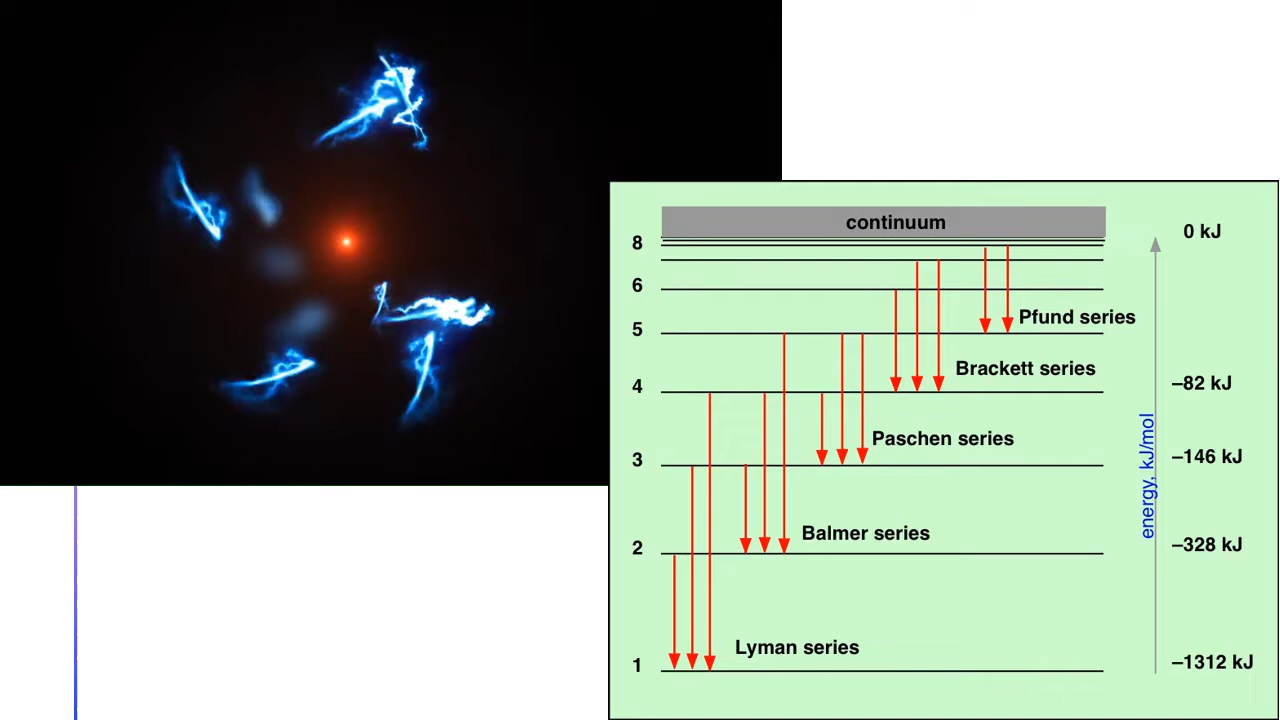 continuum
0 kJ
8
6
Pfund series
5
Brackett series
4
–82 kJ
Paschen series
3
–146 kJ
energy, kJ/mol
Balmer series
2
–328 kJ
Lyman series
1
–1312 kJ